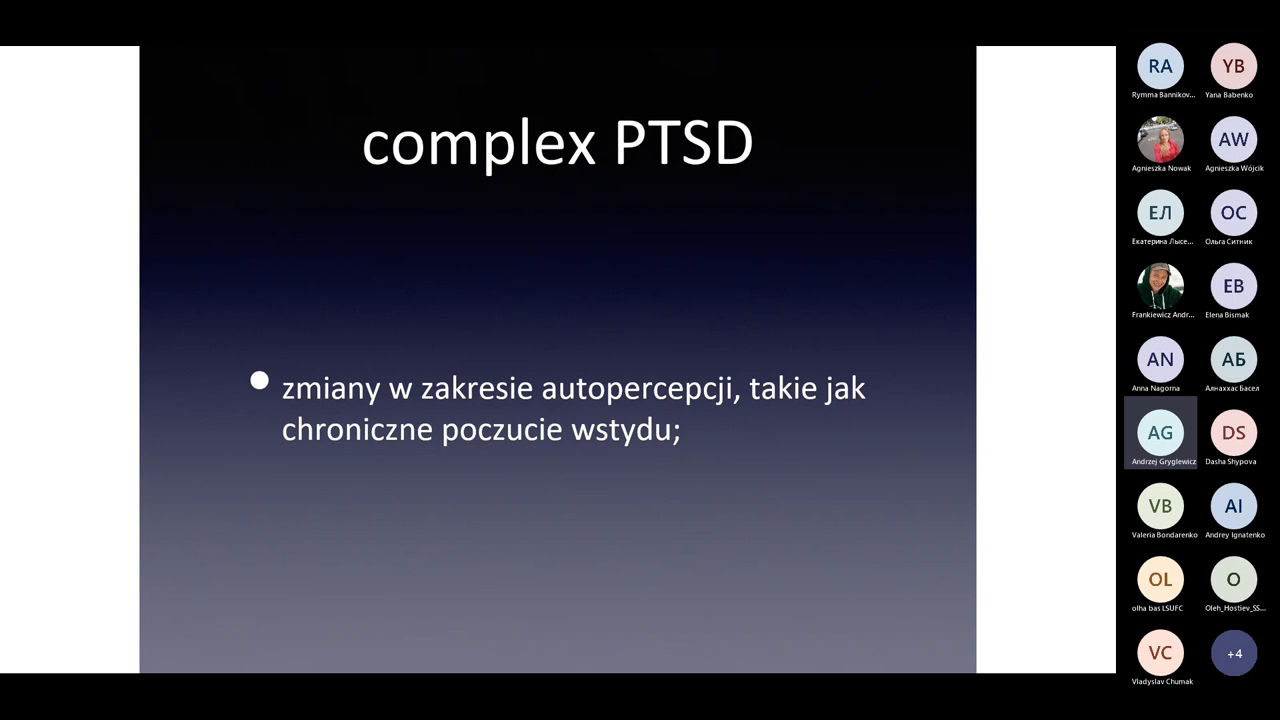 complex PTSD
• zmiany w zakresie autopercepcji, takie jak
chroniczne poczucie wstydu;
RA
Rymma Bannikov...
YB
Yana Babenko
Agnieszka Nowak
AW
Agnieszka Wójcik
ЕЛ
Екатерина Лысе...
ОС
Ольга Ситник
Frankiewicz Andr...
EB
Elena Bismak
AN
Anna Nagorna
АБ
Алнаххас Басел
AG
Andrzej Gryglewicz
DS
Dasha Shypova
VB
Valeria Bondarenko
AI
Andrey Ignatenko
OL
olha bas LSUFC
O
Oleh_Hostiev_SS...
VC
Vladyslav Chumak
+4